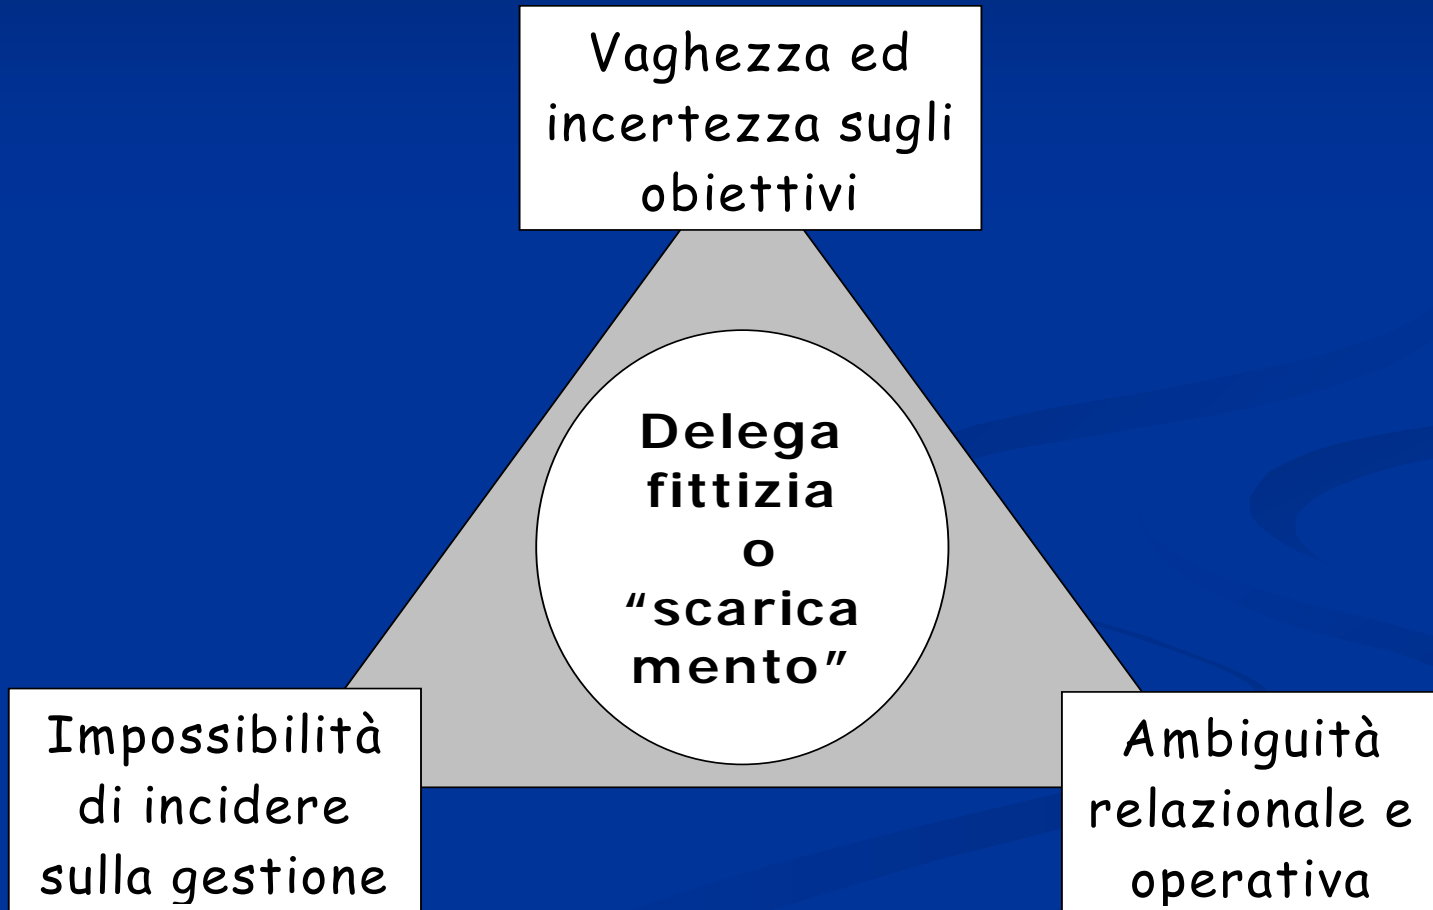 Vaghezza ed
incertezza sugli
obiettivi
Delega
fittizia
o
“scarica
mento”
Impossibilità
di incidere
sulla gestione
Ambiguità
relazionale e
operativa